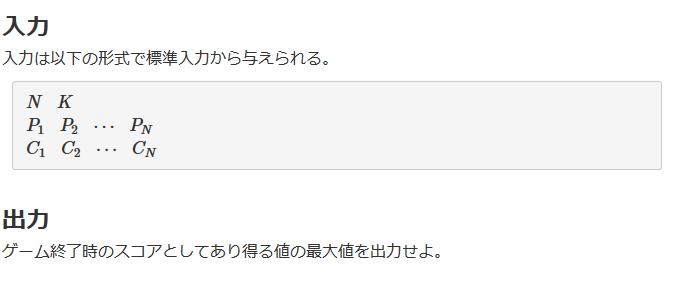 入力
入力は以下の形式で標準入力から与えられる。
N K
P₁ P₂ ⋯ P_N
C₁ C₂ ⋯ C_N
出力
ゲーム終了時のスコアとしてあり得る値の最大値を出力せよ。